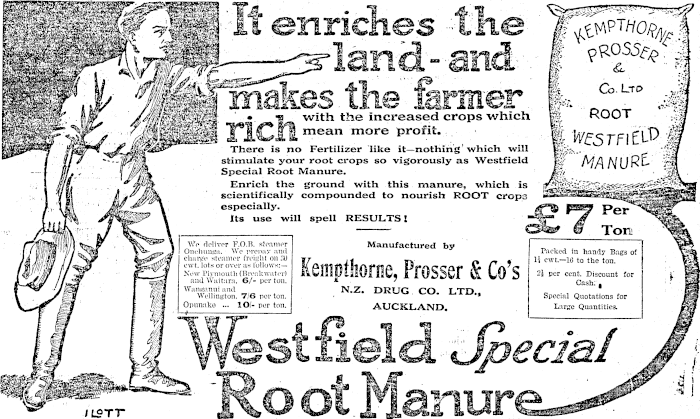 It enriches the
land - and
makes the farmer
rich with the increased crops which
mean more profit.
There is no Fertilizer 'like it—nothing' which will
stimulate your root crops so vigorously as Westfield
Special Root Manure.
Enrich the ground with this manure, which is
scientifically compounded to nourish ROOT crops
especially.
Its use will spell RESULTS!
KEMPTHORNE
PROSSER
&
Co. LTD
ROOT
WESTFIELD
MANURE
£7 Per
Ton
We deliver F.O.B. steamer
Onehunga. We prepay and
charge steamer freight on 30
cwt. lots or over as follows—
New Plymouth (Breakwater)
and Waitara, 6/- per ton.
Wanganui and
Wellington, 7/6 per ton.
Opunake ... 10/- per ton.
Manufactured by
Kempthorne, Prosser & Co's
N.Z. DRUG CO. LTD.,
AUCKLAND.
Packed in handy Bags of
1¼ cwt.—16 to the ton.
2½ per cent. Discount for
Cash.
Special Quotations for
Large Quantities.
Westfield Special
Root Manure
ILOTT